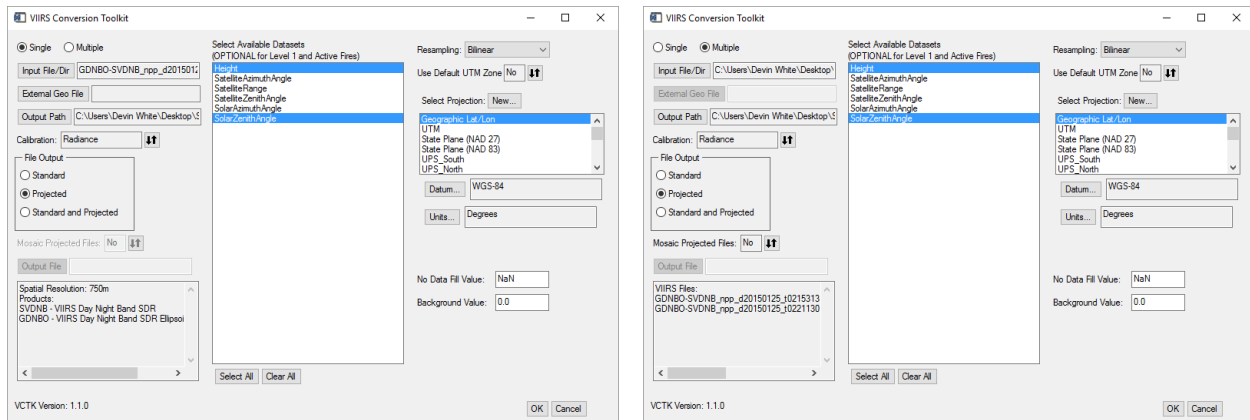 VIIRS Conversion Toolkit
Single Multiple
Input File/Dir GDNBO-SVDNB_npp_d2015012
External Geo File
Output Path C:\Users\Devin White\Desktop\S
Calibration: Radiance
File Output
Standard
Projected
Standard and Projected
Mosaic Projected Files: No
Output File
Spatial Resolution: 750m
Products:
SVDNB - VIIRS Day Night Band SDR
GDNBO - VIIRS Day Night Band SDR Ellipsoi
VCTK Version: 1.1.0
Select Available Datasets
(OPTIONAL for Level 1 and Active Fires)
Height
SatelliteAzimuthAngle
SatelliteRange
SatelliteZenithAngle
SolarAzimuthAngle
SolarZenithAngle
Select All Clear All
Resampling: Bilinear
Use Default UTM Zone No
Select Projection: New...
Geographic Lat/Lon
UTM
State Plane (NAD 27)
State Plane (NAD 83)
UPS_South
UPS_North
Datum... WGS-84
Units... Degrees
No Data Fill Value: NaN
Background Value: 0.0
OK Cancel
VIIRS Conversion Toolkit
Single Multiple
Input File/Dir C:\Users\Devin White\Desktop\
External Geo File
Output Path C:\Users\Devin White\Desktop\S
Calibration: Radiance
File Output
Standard
Projected
Standard and Projected
Mosaic Projected Files: No
Output File
VIIRS Files:
GDNBO-SVDNB_npp_d20150125_t0215313
GDNBO-SVDNB_npp_d20150125_t0221130
VCTK Version: 1.1.0
Select Available Datasets
(OPTIONAL for Level 1 and Active Fires)
Height
SatelliteAzimuthAngle
SatelliteRange
SatelliteZenithAngle
SolarAzimuthAngle
SolarZenithAngle
Select All Clear All
Resampling: Bilinear
Use Default UTM Zone No
Select Projection: New...
Geographic Lat/Lon
UTM
State Plane (NAD 27)
State Plane (NAD 83)
UPS_South
UPS_North
Datum... WGS-84
Units... Degrees
No Data Fill Value: NaN
Background Value: 0.0
OK Cancel